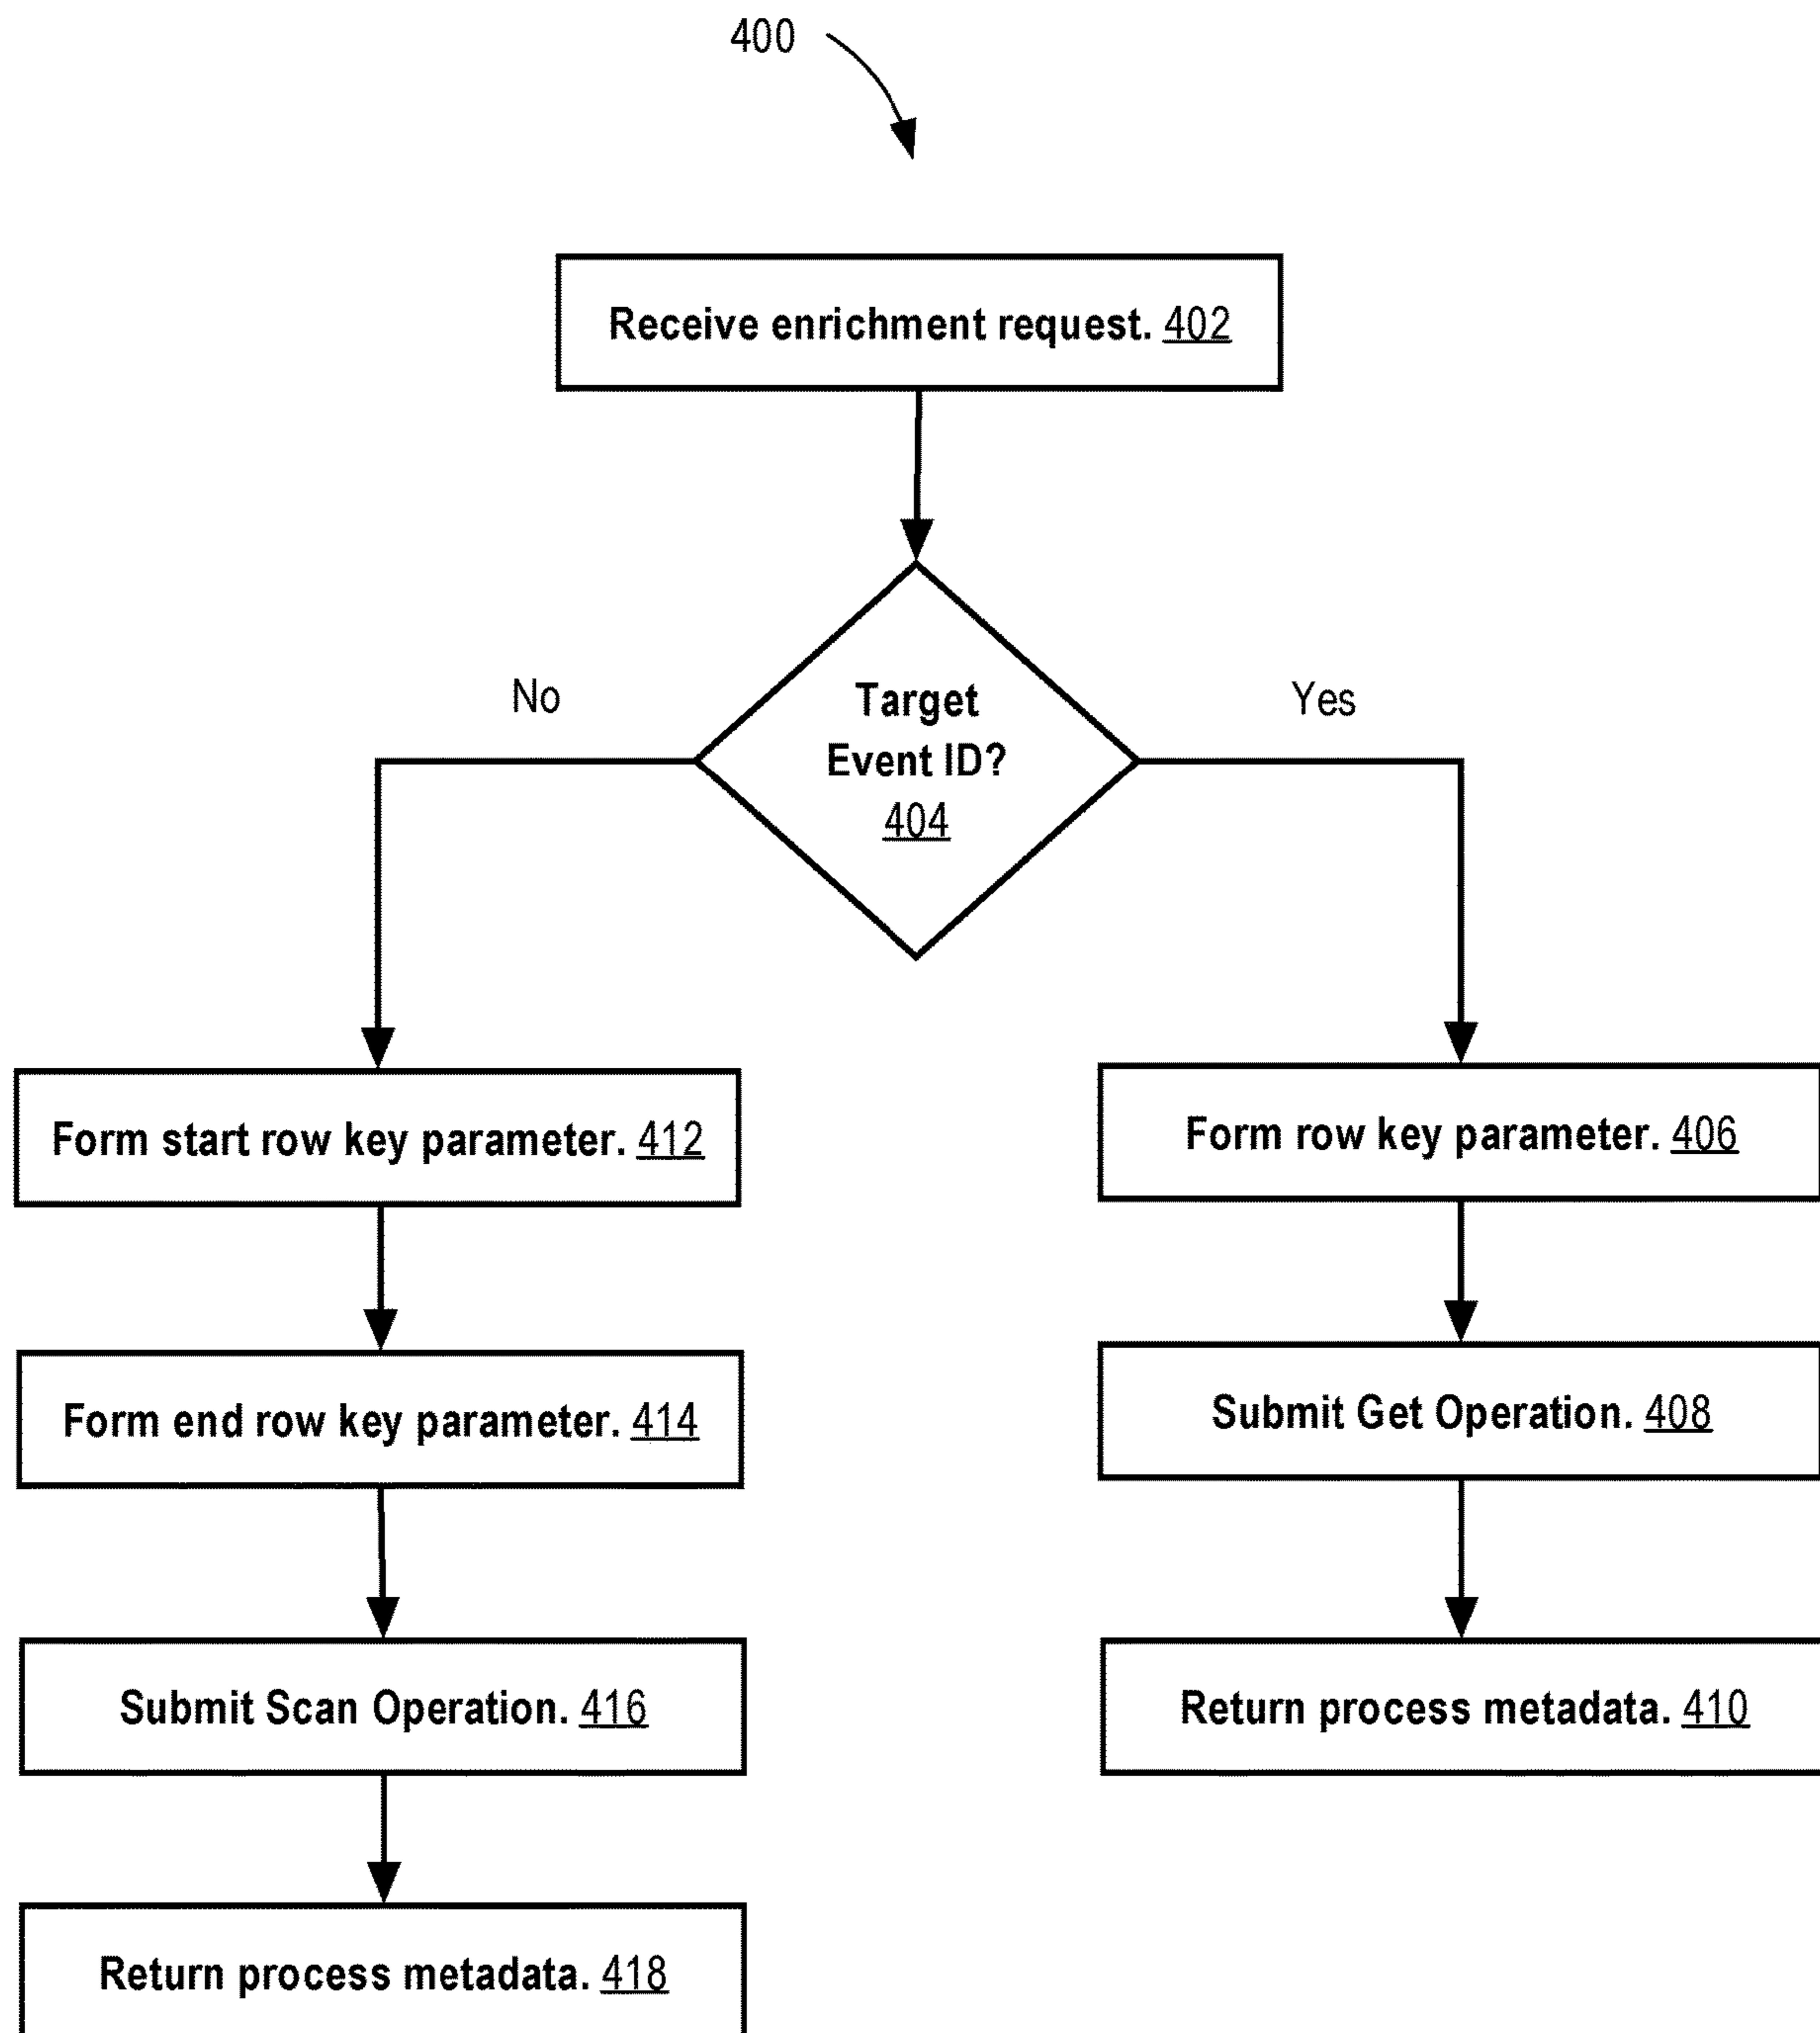 400
Receive enrichment request. 402
No
Yes
Target
Event ID?
404
Form start row key parameter. 412
Form row key parameter. 406
Form end row key parameter. 414
Submit Get Operation. 408
Submit Scan Operation. 416
Return process metadata. 410
Return process metadata. 418